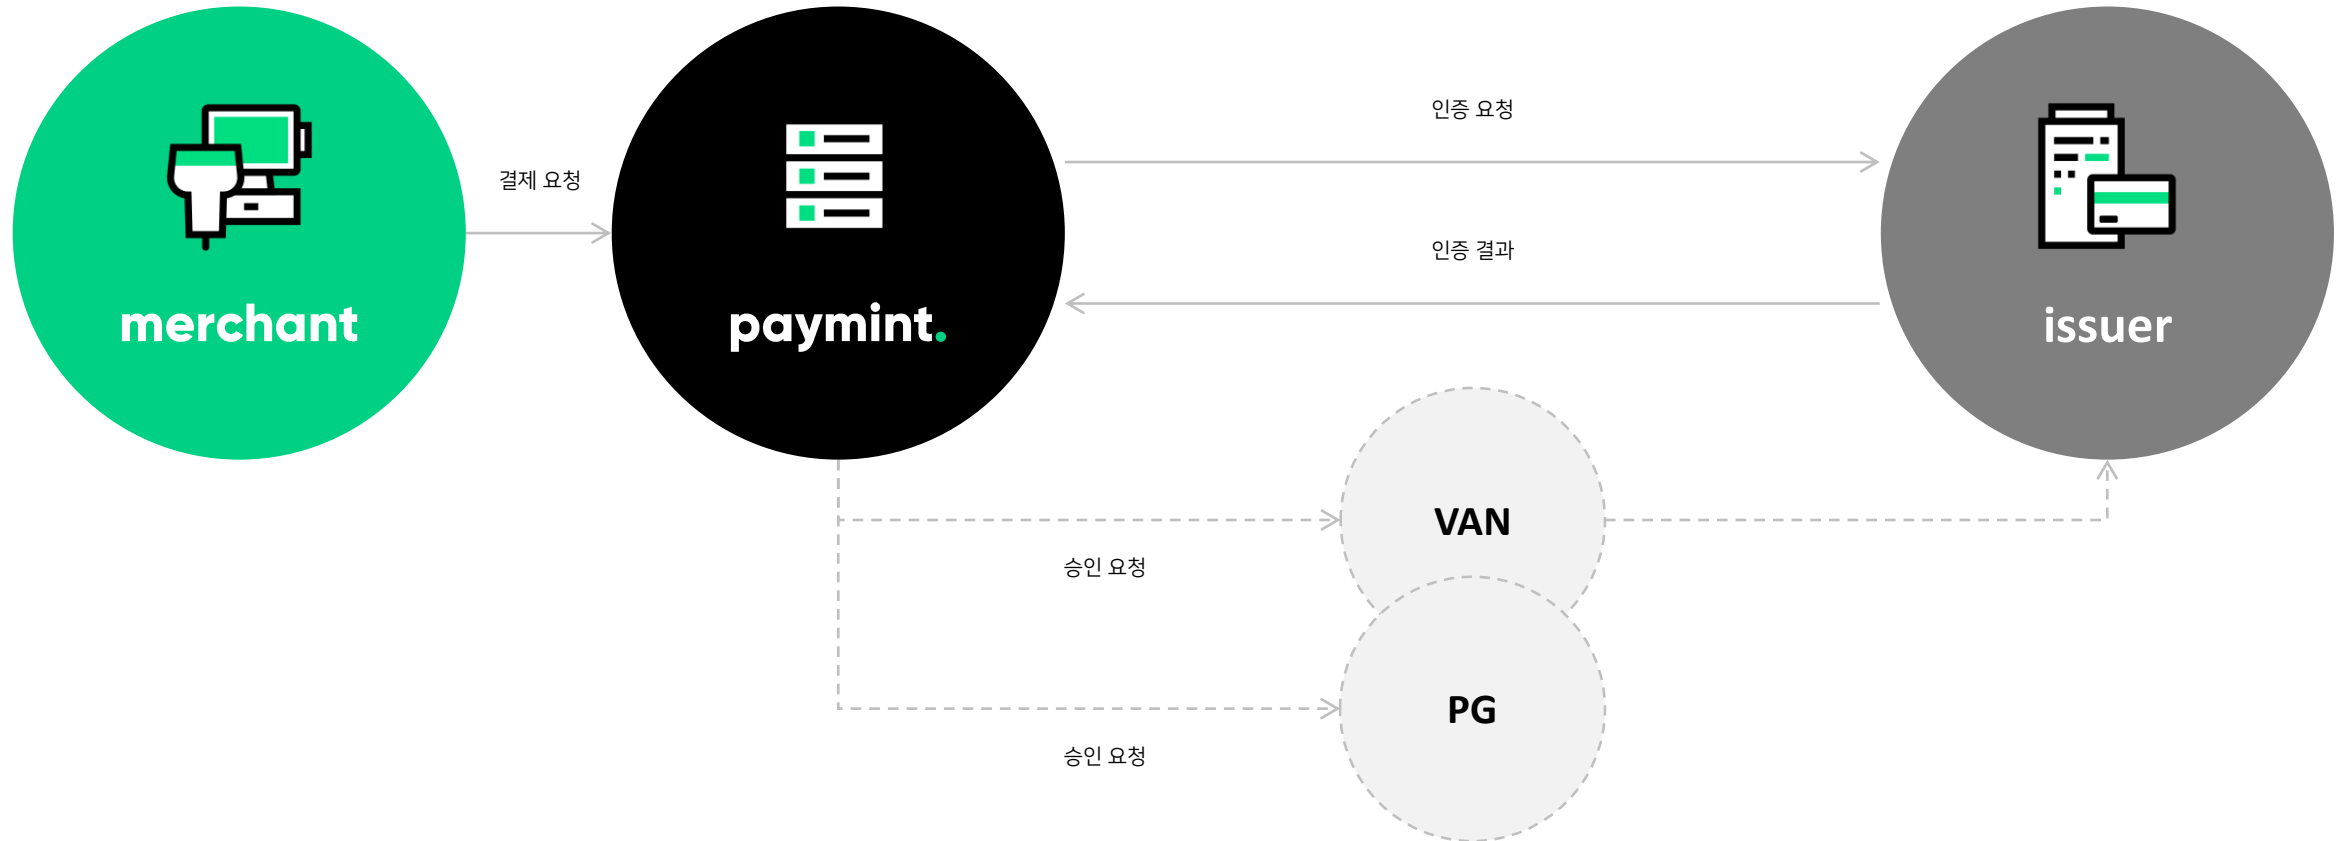 인증 요청
결제 요청
인증 결과
merchant
paymint.
issuer
VAN
승인 요청
PG
승인 요청